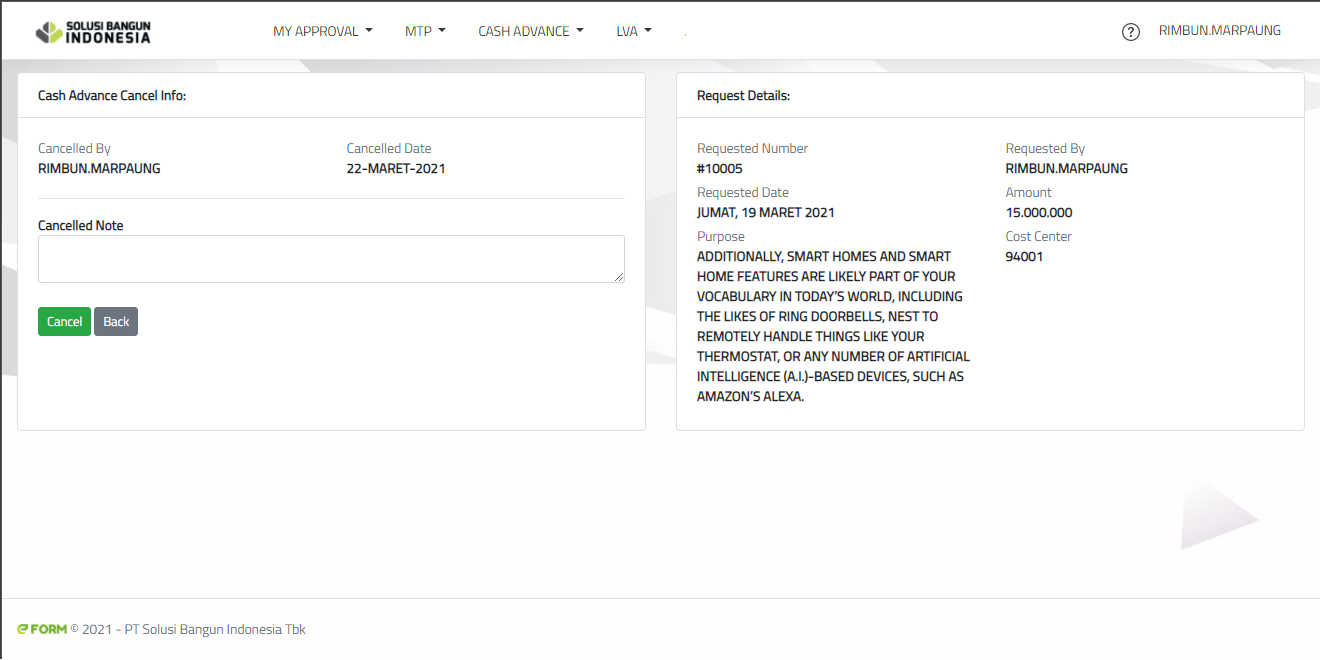 SOLUSI BANGUN
INDONESIA
MY APPROVAL
MTP
CASH ADVANCE
LVA
.
?
RIMBUN.MARPAUNG
Cash Advance Cancel Info:
Cancelled By
RIMBUN.MARPAUNG
Cancelled Date
22-MARET-2021
Cancelled Note
Cancel
Back
Request Details:
Requested Number
#10005
Requested By
RIMBUN.MARPAUNG
Requested Date
JUMAT, 19 MARET 2021
Amount
15.000.000
Purpose
ADDITIONALLY, SMART HOMES AND SMART
HOME FEATURES ARE LIKELY PART OF YOUR
VOCABULARY IN TODAY’S WORLD, INCLUDING
THE LIKES OF RING DOORBELLS, NEST TO
REMOTELY HANDLE THINGS LIKE YOUR
THERMOSTAT, OR ANY NUMBER OF ARTIFICIAL
INTELLIGENCE (A.I.)-BASED DEVICES, SUCH AS
AMAZON’S ALEXA.
Cost Center
94001
e FORM © 2021 - PT Solusi Bangun Indonesia Tbk